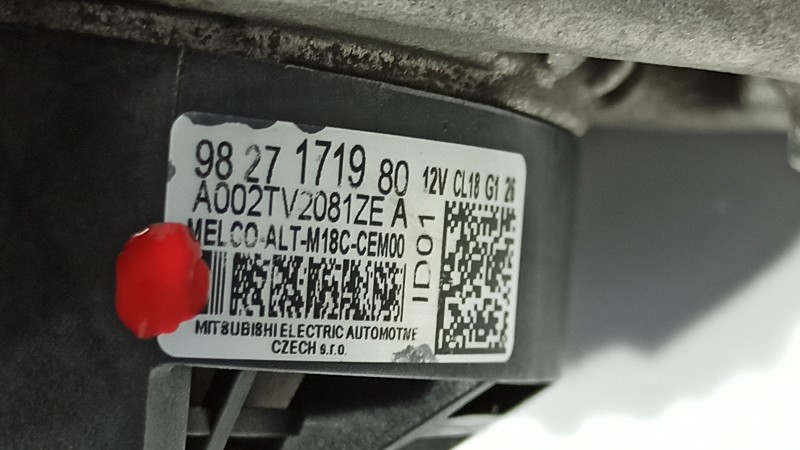 98 27 1719 80 12V CL18 G1 26
A002TV2081ZE A
MELCO-ALT-M18C-CEM00
ID01
MITSUBISHI ELECTRIC AUTOMOTIVE
CZECH s.r.o.